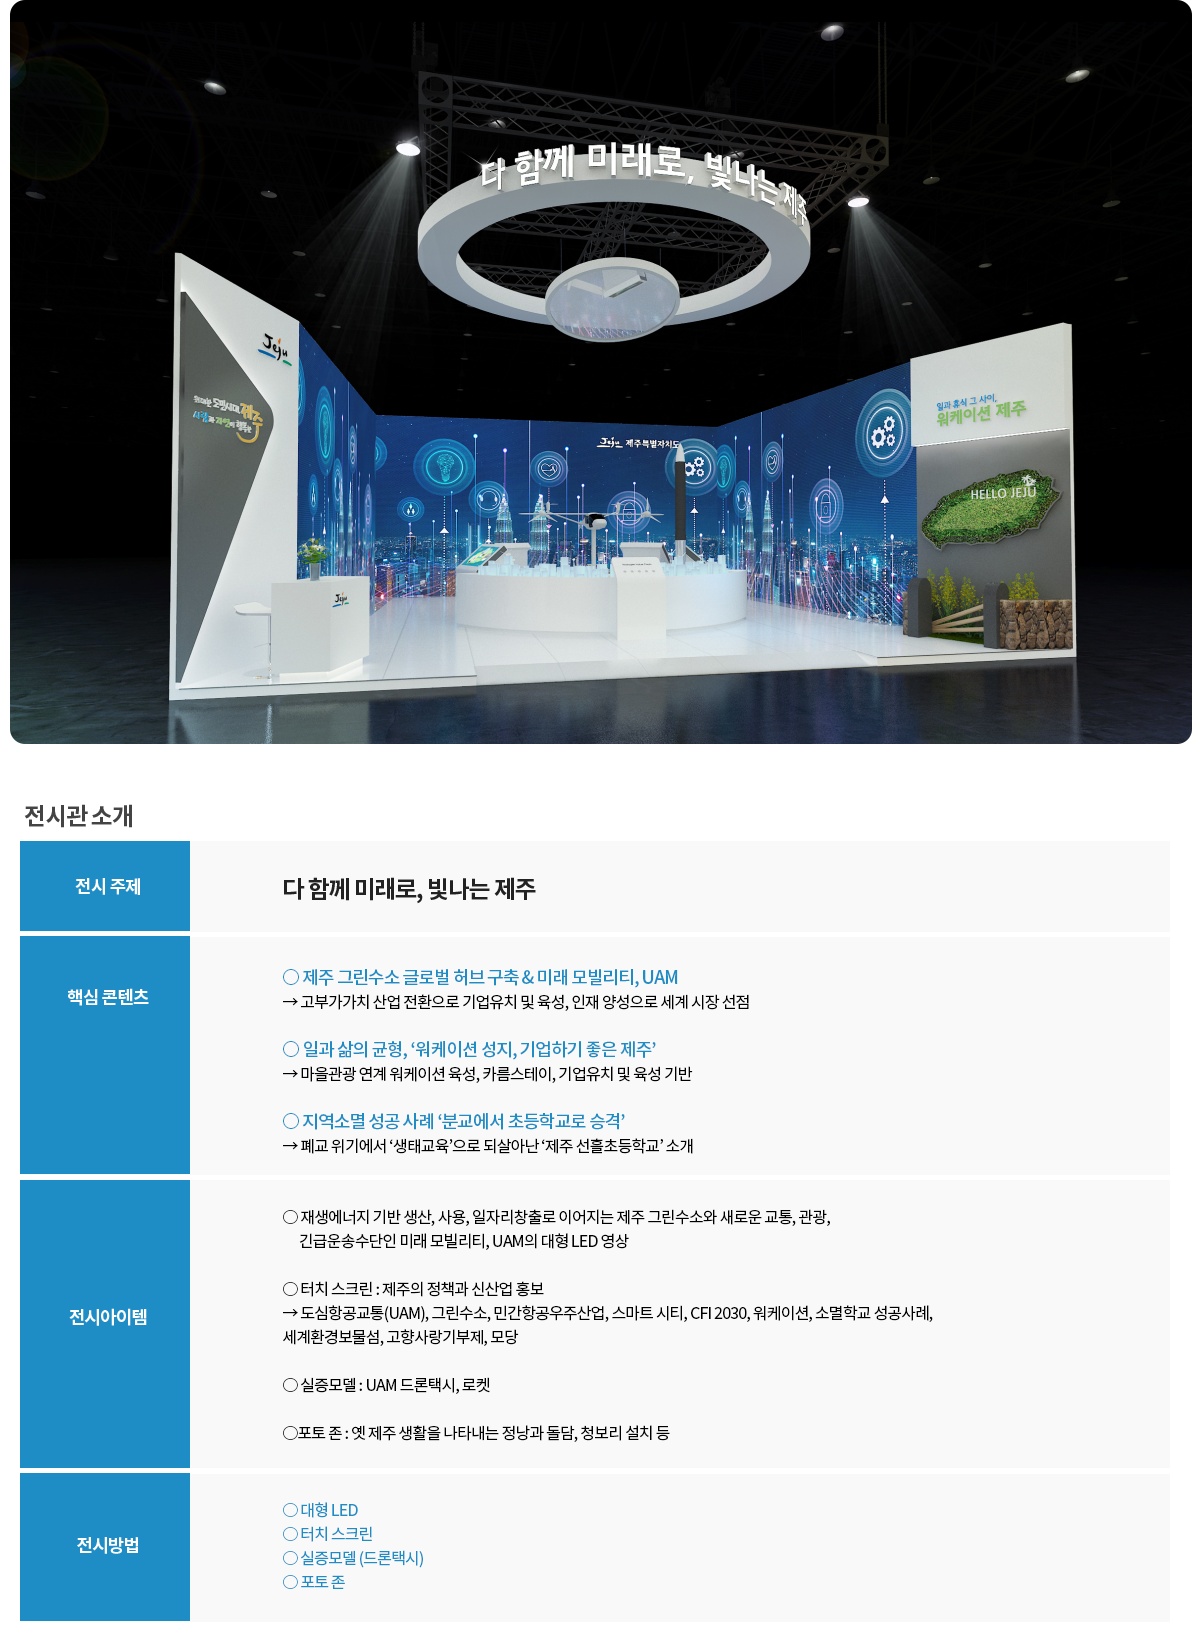 다 함께 미래로, 빛나는 제주
Jeju
위대한 도민시대,
사람과 자연이 행복한
제주
Jeju 제주특별자치도
일과 휴식 그 사이,
워케이션 제주
HELLO JEJU
Jeju
전시관 소개
전시 주제
다 함께 미래로, 빛나는 제주
핵심 콘텐츠
○ 제주 그린수소 글로벌 허브 구축 & 미래 모빌리티, UAM
→ 고부가가치 산업 전환으로 기업유치 및 육성, 인재 양성으로 세계 시장 선점
○ 일과 삶의 균형, ‘워케이션 성지, 기업하기 좋은 제주’
→ 마을관광 연계 워케이션 육성, 카름스테이, 기업유치 및 육성 기반
○ 지역소멸 성공 사례 ‘분교에서 초등학교로 승격’
→ 폐교 위기에서 ‘생태교육’으로 되살아난 ‘제주 선흘초등학교’ 소개
전시아이템
○ 재생에너지 기반 생산, 사용, 일자리창출로 이어지는 제주 그린수소와 새로운 교통, 관광,
긴급운송수단인 미래 모빌리티, UAM의 대형 LED 영상
○ 터치 스크린 : 제주의 정책과 신산업 홍보
→ 도심항공교통(UAM), 그린수소, 민간항공우주산업, 스마트 시티, CFI 2030, 워케이션, 소멸학교 성공사례,
세계환경보물섬, 고향사랑기부제, 모당
○ 실증모델 : UAM 드론택시, 로켓
○포토 존 : 옛 제주 생활을 나타내는 정낭과 돌담, 청보리 설치 등
전시방법
○ 대형 LED
○ 터치 스크린
○ 실증모델 (드론택시)
○ 포토 존